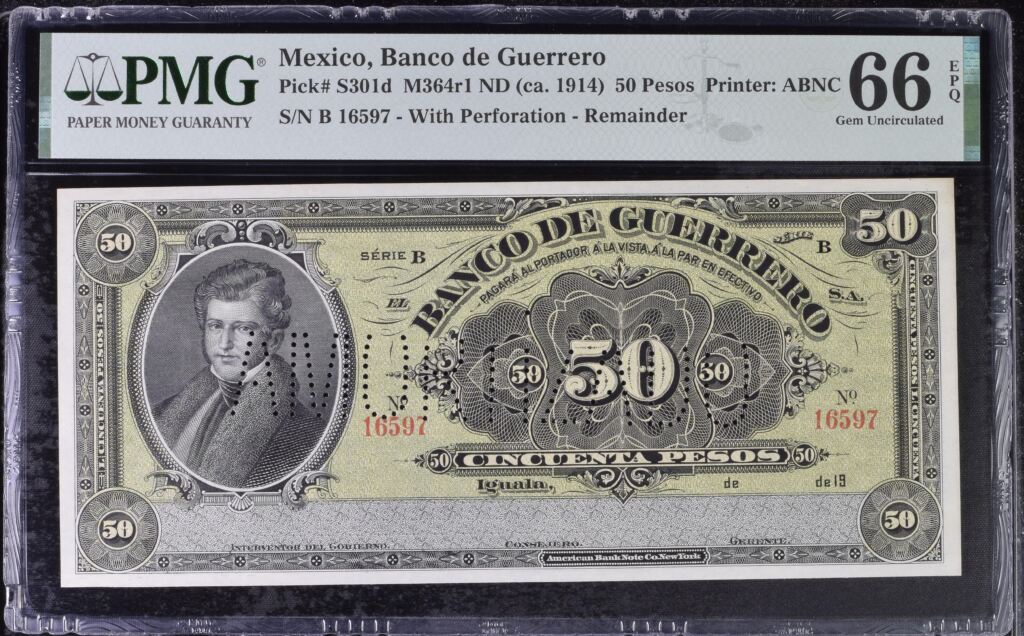 PMG®
PAPER MONEY GUARANTY
Mexico, Banco de Guerrero
Pick# S301d M364r1 ND (ca. 1914) 50 Pesos Printer: ABNC
S/N B 16597 - With Perforation - Remainder
66 EPQ
Gem Uncirculated
50
50
SÉRIE B
SÉRIE B
EL
BANCO DE GUERRERO
S.A.
PAGARÁ AL PORTADOR A LA VISTA, A LA PAR EN EFECTIVO
50 50 50
Nº
16597
Nº
16597
50 CINCUENTA PESOS 50
Iguala, de de 19
50
50
INTERVENTOR DEL GOBIERNO.
CONSEJERO.
GERENTE.
American Bank Note Co. New York